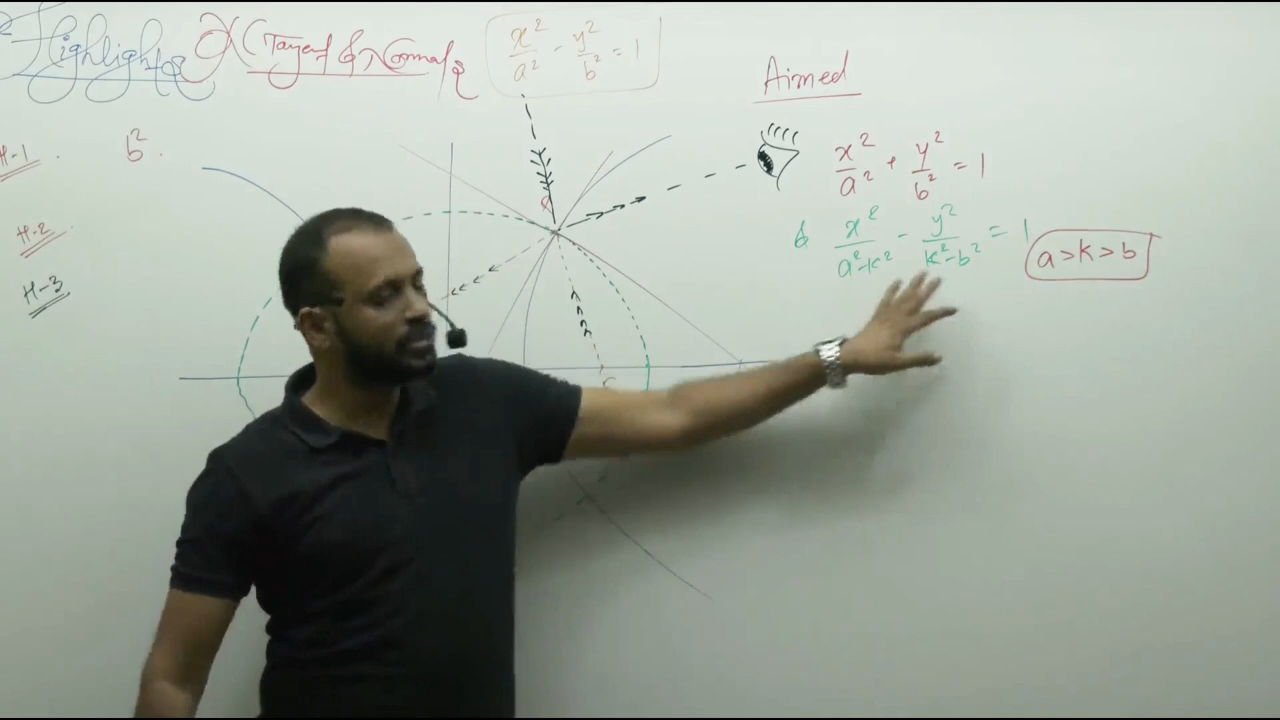 Highlights X (Tangent & Normal) x²/a² - y²/b² = 1
Aimed
H-1 b²
x²/a² + y²/b² = 1
H-2
& x²/a²-k² - y²/k²-b² = 1 a>k>b
H-3